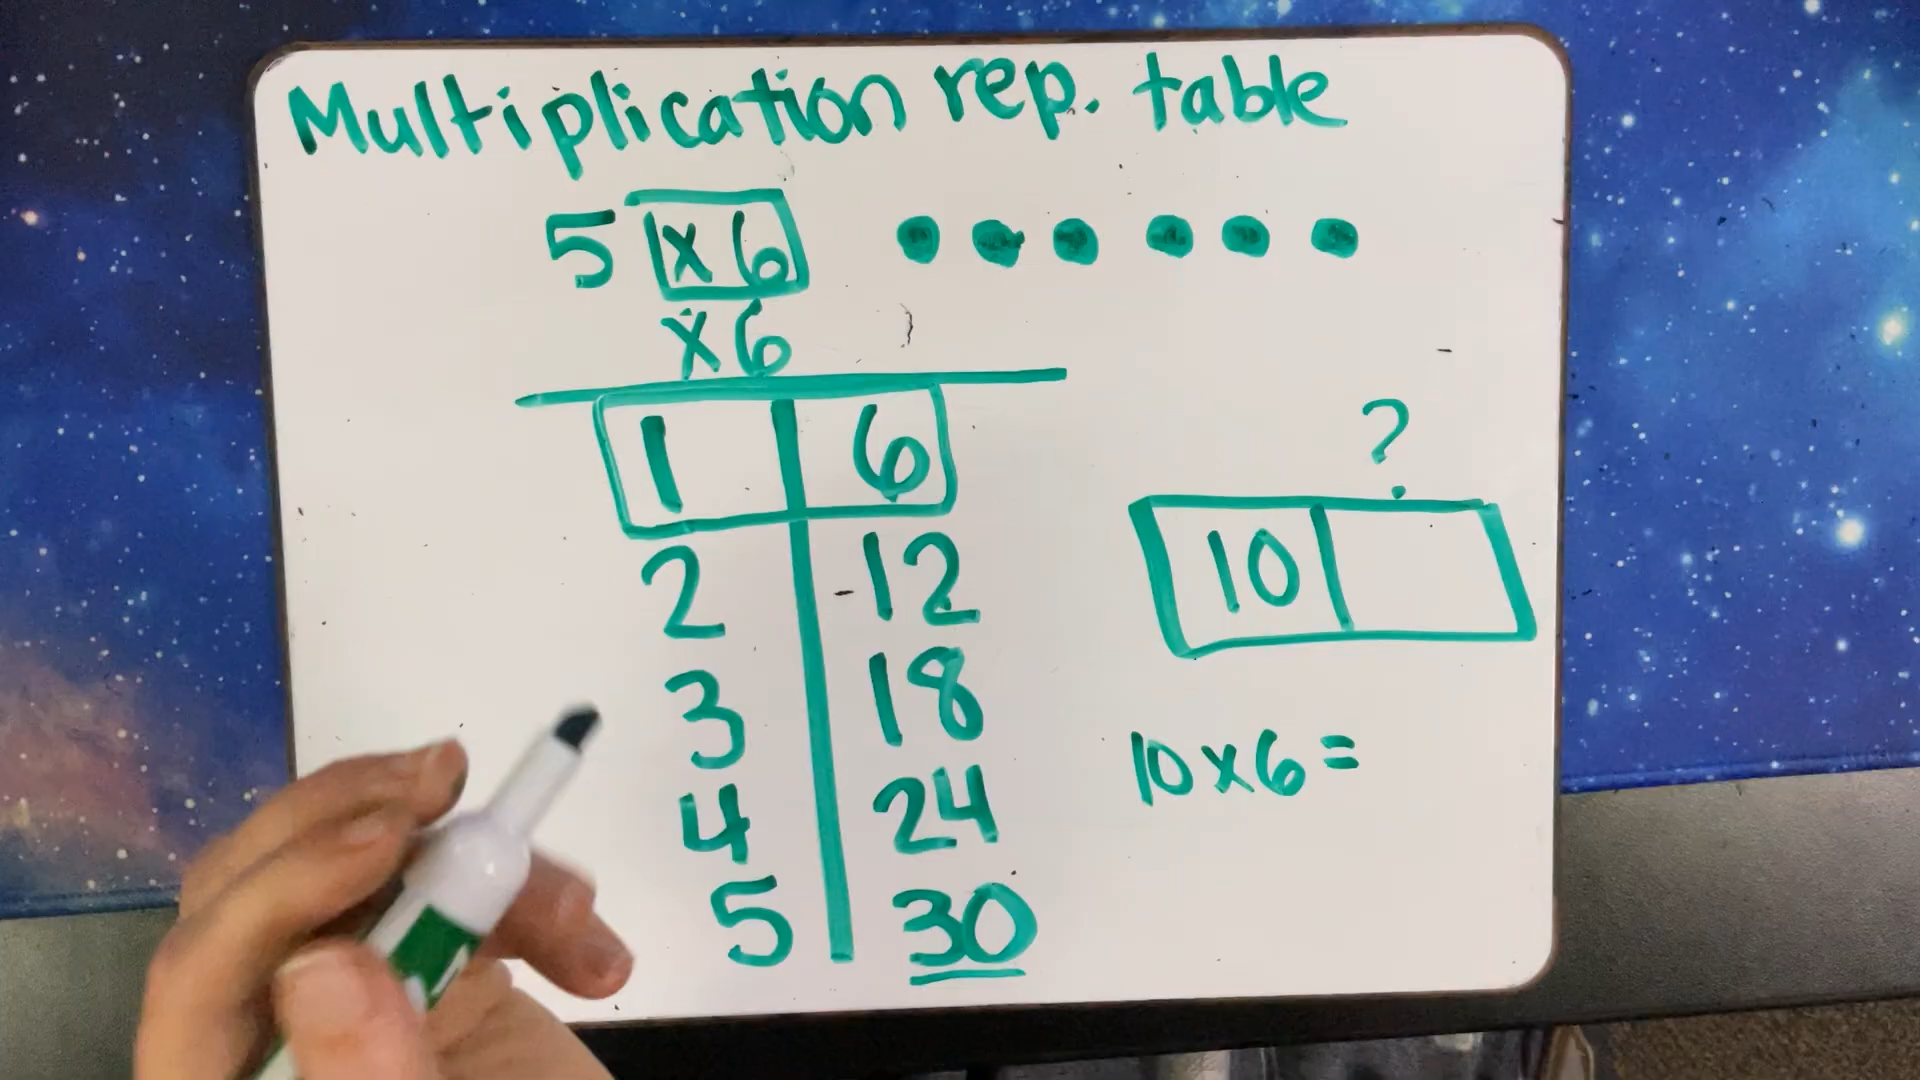 Multiplication rep. table
5 x 6
x 6
1 6
2 12
3 18
4 24
5 30
?
10
10 x 6 =